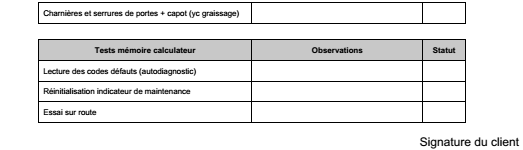 Charnières et serrures de portes + capot (yc graissage)
Tests mémoire calculateur Observations Statut
Lecture des codes défauts (autodiagnostic)
Réinitialisation indicateur de maintenance
Essai sur route
Signature du client